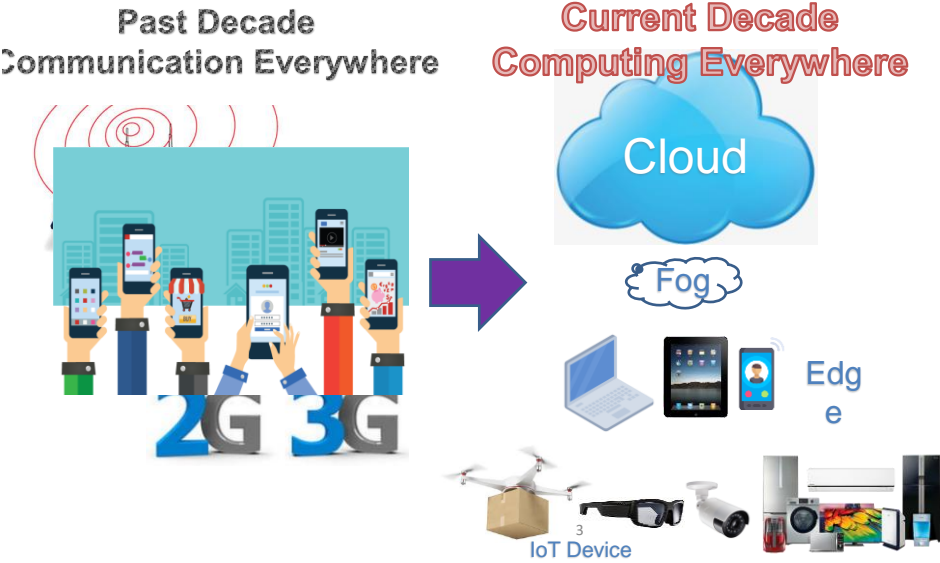 Past Decade
Communication Everywhere
Current Decade
Computing Everywhere
Cloud
Fog
Edg
e
2G 3G
3
IoT Device